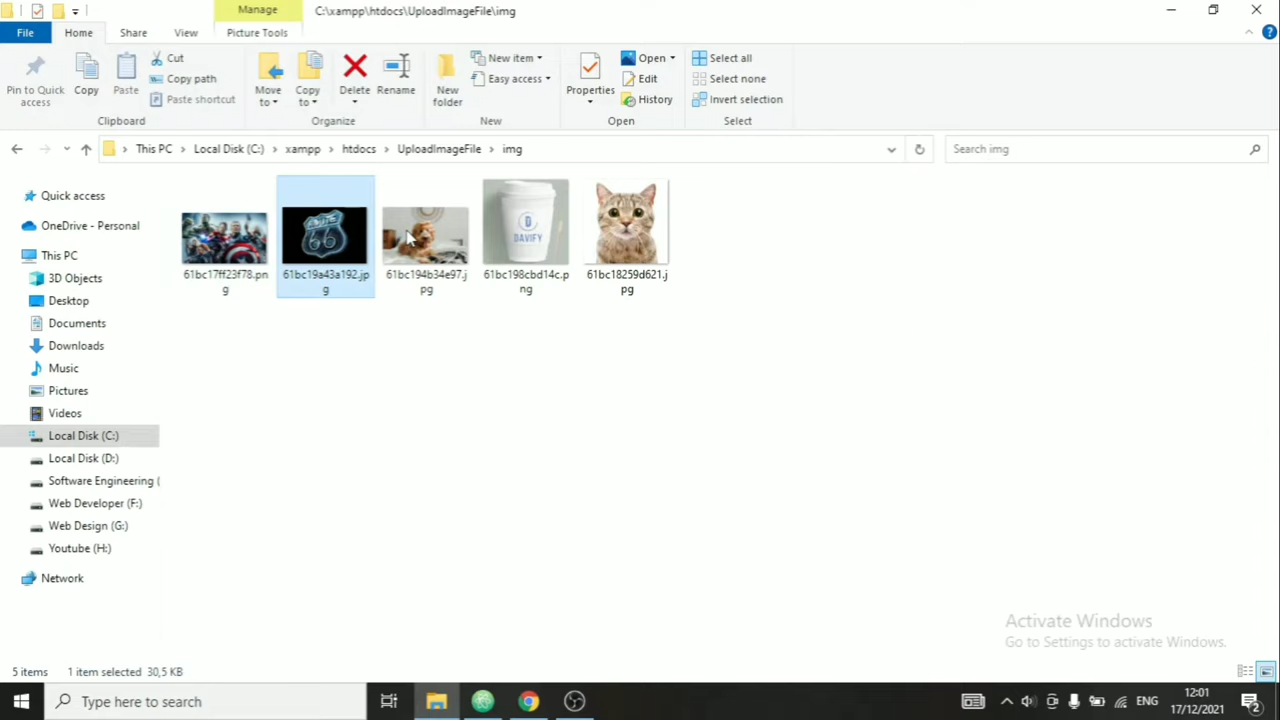 Manage
C:\xampp\htdocs\UploadImageFile\img
File
Home
Share
View
Picture Tools
Pin to Quick
access
Copy
Paste
Cut
Copy path
Paste shortcut
Clipboard
Move
to
Copy
to
Delete
Rename
Organize
New
folder
New item
Easy access
New
Properties
Open
Edit
History
Open
Select all
Select none
Invert selection
Select
This PC
Local Disk (C:)
xampp
htdocs
UploadImageFile
img
Search img
Quick access
OneDrive - Personal
This PC
3D Objects
Desktop
Documents
Downloads
Music
Pictures
Videos
Local Disk (C:)
Local Disk (D:)
Software Engineering (
Web Developer (F:)
Web Design (G:)
Youtube (H:)
Network
ROUTE
66
D
DAVIFY
61bc17ff23f78.pn
g
61bc19a43a192.jp
g
61bc194b34e97.j
pg
61bc198cbd14c.p
ng
61bc18259d621.j
pg
Activate Windows
Go to Settings to activate Windows.
5 items
1 item selected 30,5 KB
Type here to search
ENG
12:01
17/12/2021
2